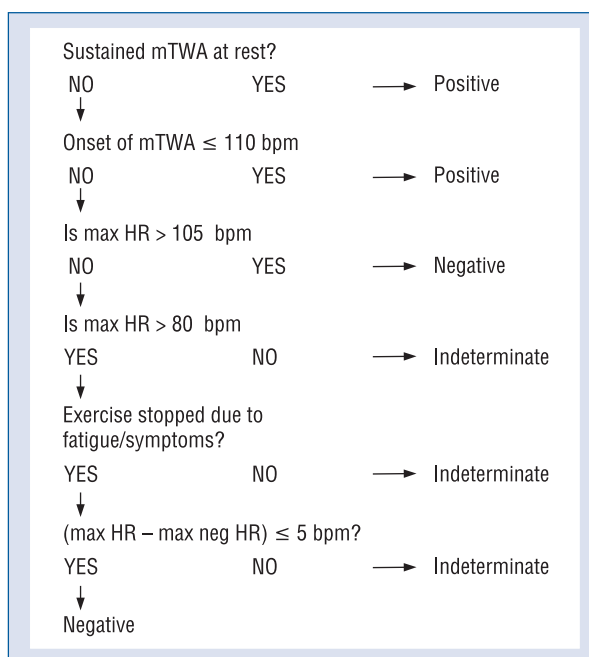 Sustained mTWA at rest?
NO YES → Positive
↓
Onset of mTWA ≤ 110 bpm
NO YES → Positive
↓
Is max HR > 105 bpm
NO YES → Negative
↓
Is max HR > 80 bpm
YES NO → Indeterminate
↓
Exercise stopped due to
fatigue/symptoms?
YES NO → Indeterminate
↓
(max HR – max neg HR) ≤ 5 bpm?
YES NO → Indeterminate
↓
Negative